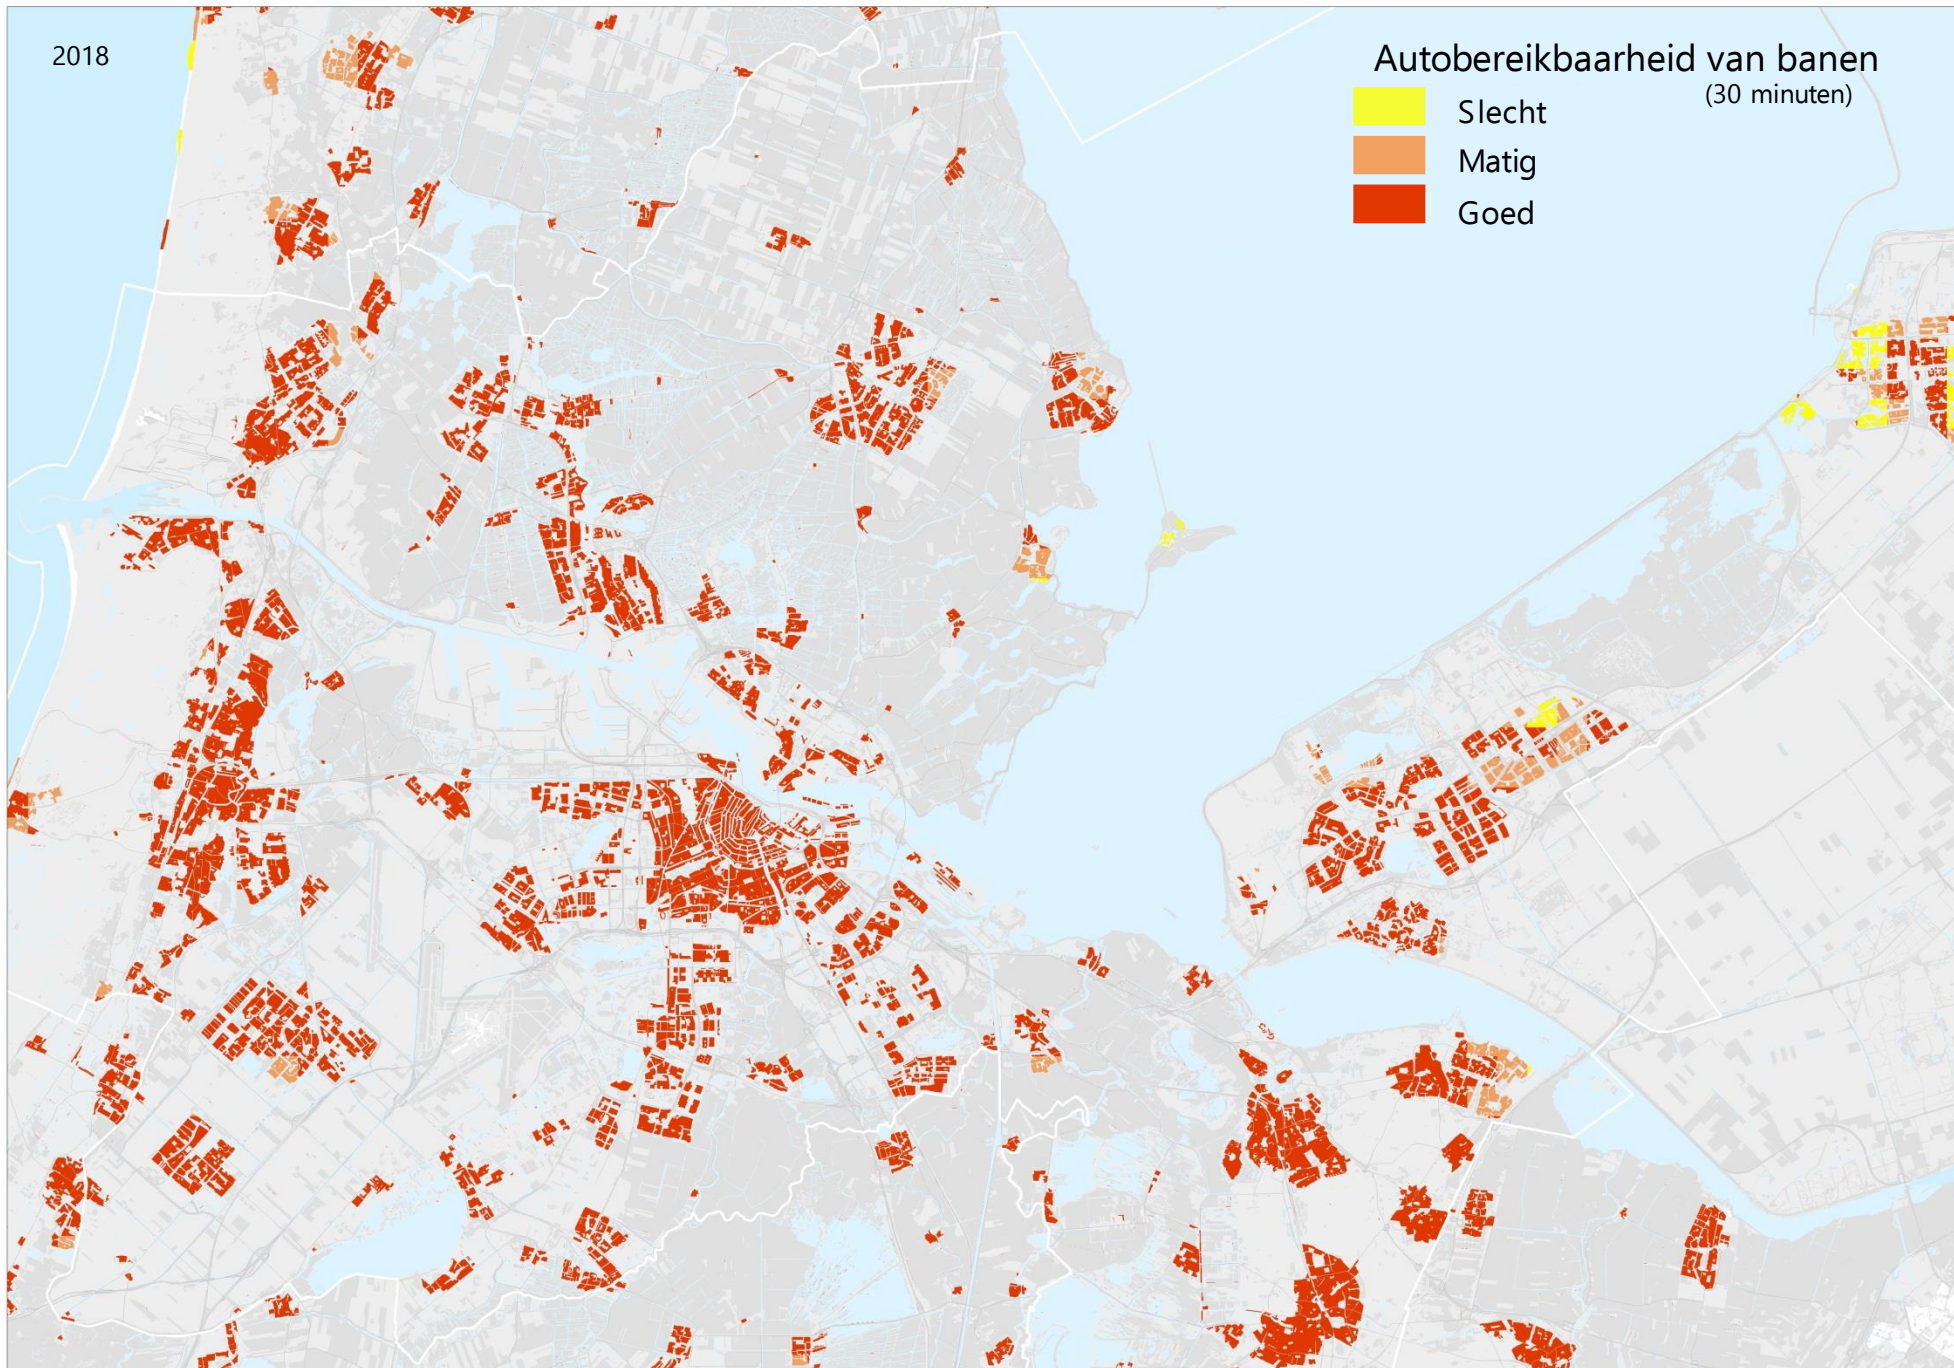 2018
Autobereikbaarheid van banen
(30 minuten)
Slecht
Matig
Goed